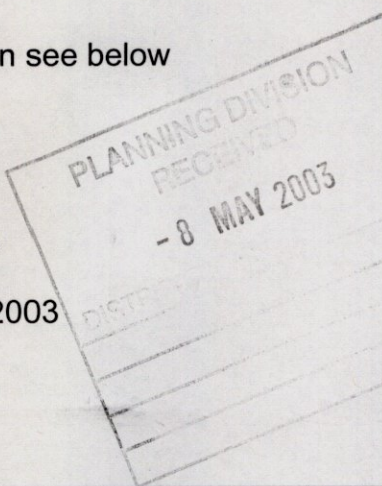 n see below
PLANNING DIVISION
RECEIVED
- 8 MAY 2003
2003